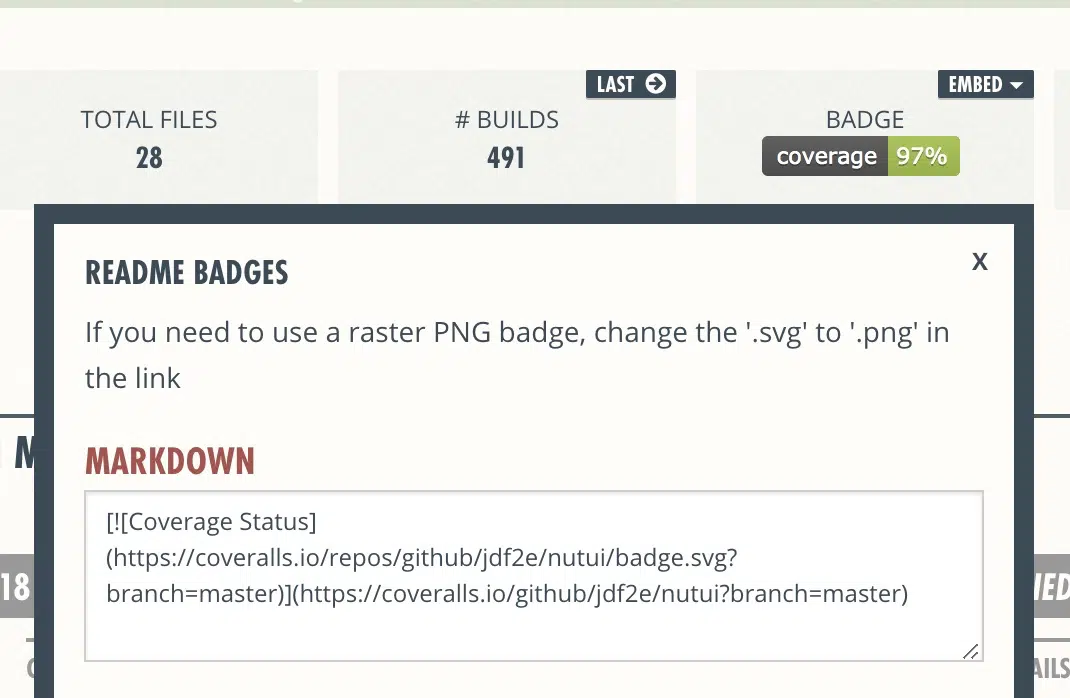 LAST
EMBED
TOTAL FILES
# BUILDS
BADGE
28
491
coverage 97%
README BADGES
X
If you need to use a raster PNG badge, change the '.svg' to '.png' in
the link
MARKDOWN
[![Coverage Status]
(https://coveralls.io/repos/github/jdf2e/nutui/badge.svg?
branch=master)](https://coveralls.io/github/jdf2e/nutui?branch=master)
18